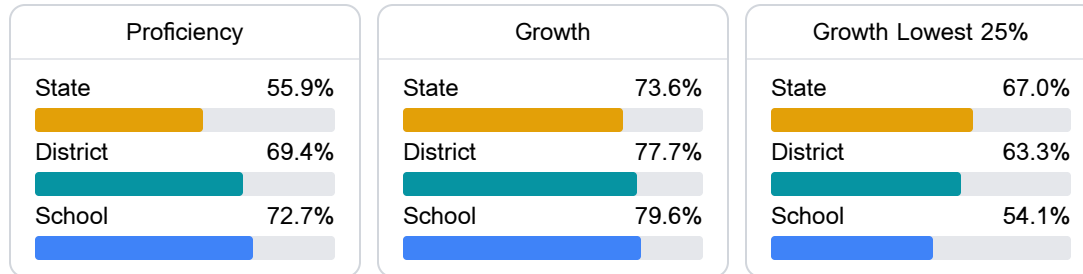 Proficiency
State 55.9%
District 69.4%
School 72.7%
Growth
State 73.6%
District 77.7%
School 79.6%
Growth Lowest 25%
State 67.0%
District 63.3%
School 54.1%